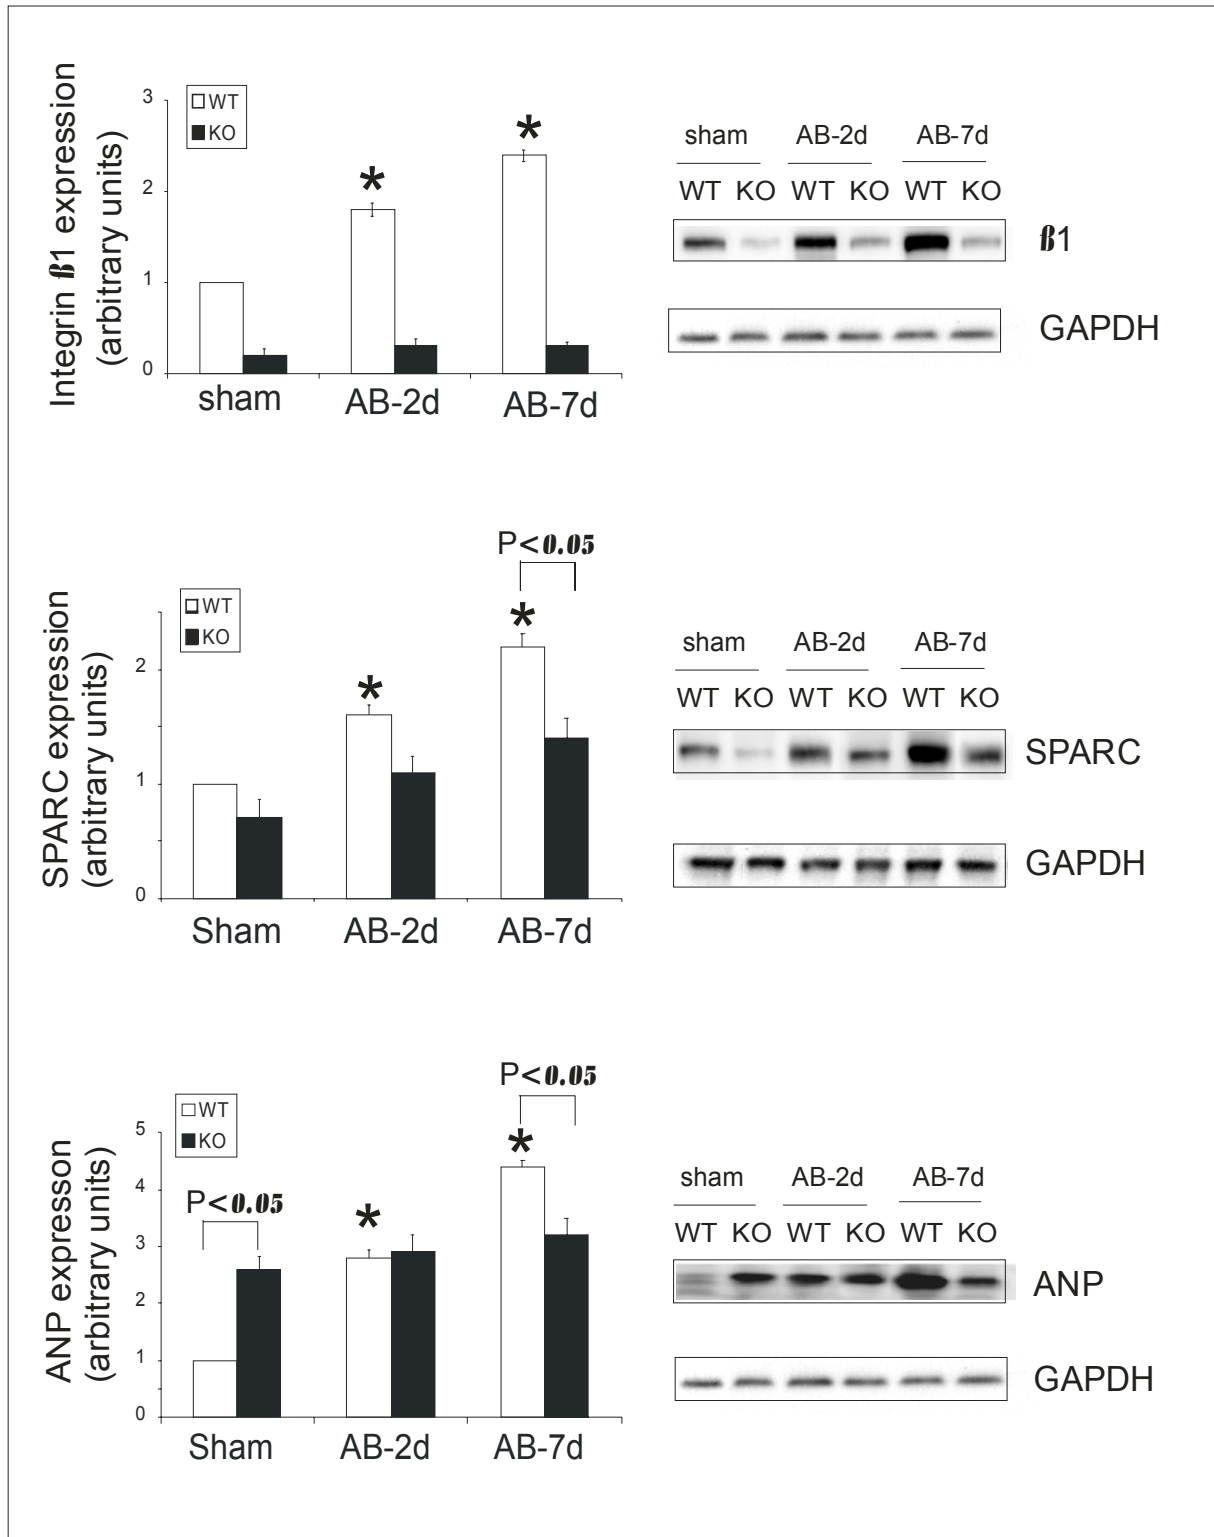 Integrin ß1 expression
(arbitrary units)
WT
KO
3
2
1
0
*
*
sham
AB-2d
AB-7d
sham AB-2d AB-7d
WT KO WT KO WT KO
ß1
GAPDH
SPARC expression
(arbitrary units)
P<0.05
WT
KO
2
1
0
*
*
Sham
AB-2d
AB-7d
sham AB-2d AB-7d
WT KO WT KO WT KO
SPARC
GAPDH
ANP expresson
(arbitrary units)
P<0.05
WT
KO
5
4
3
2
1
0
P<0.05
*
*
Sham
AB-2d
AB-7d
sham AB-2d AB-7d
WT KO WT KO WT KO
ANP
GAPDH